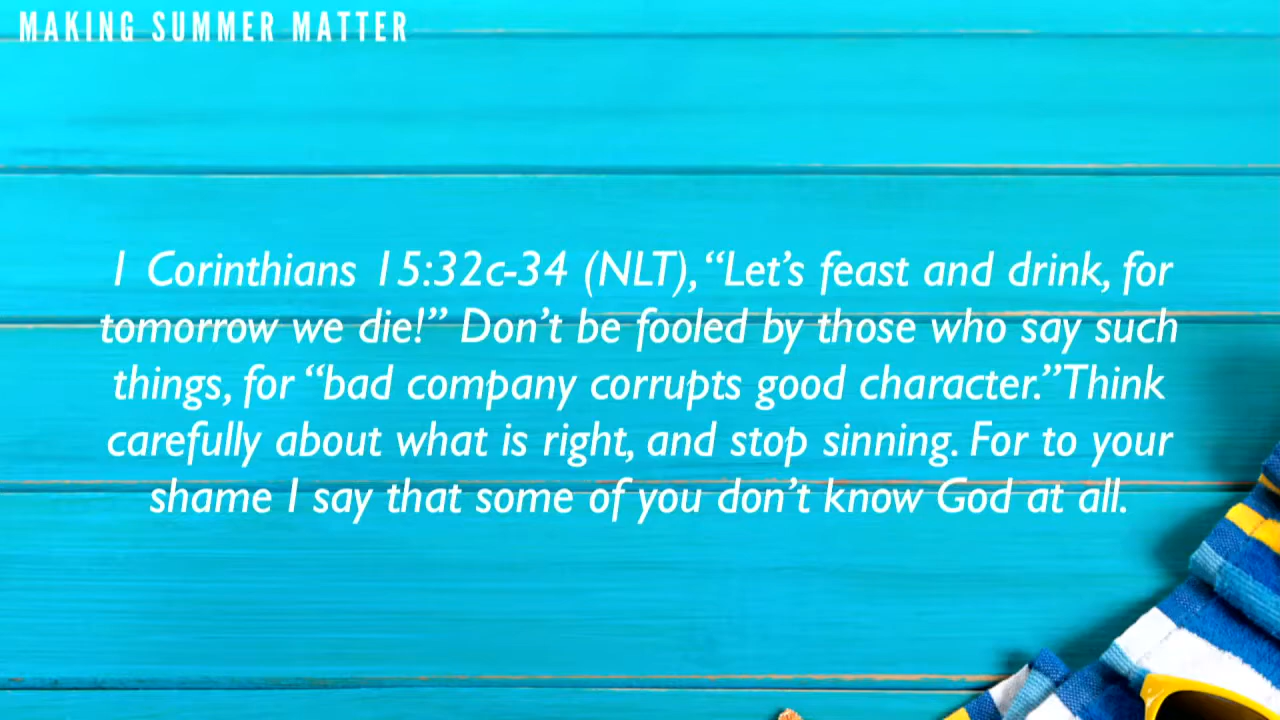 MAKING SUMMER MATTER
1 Corinthians 15:32c-34 (NLT), “Let’s feast and drink, for
tomorrow we die!” Don’t be fooled by those who say such
things, for “bad company corrupts good character.” Think
carefully about what is right, and stop sinning. For to your
shame I say that some of you don’t know God at all.